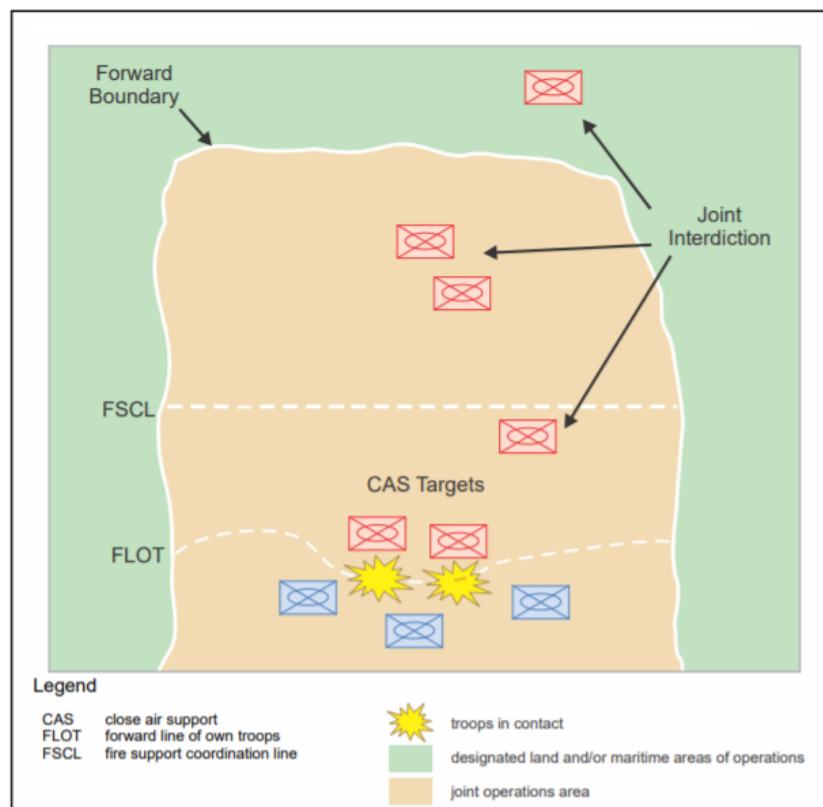 Forward
Boundary
Joint
Interdiction
FSCL
CAS Targets
FLOT
Legend
CAS close air support
FLOT forward line of own troops
FSCL fire support coordination line
troops in contact
designated land and/or maritime areas of operations
joint operations area